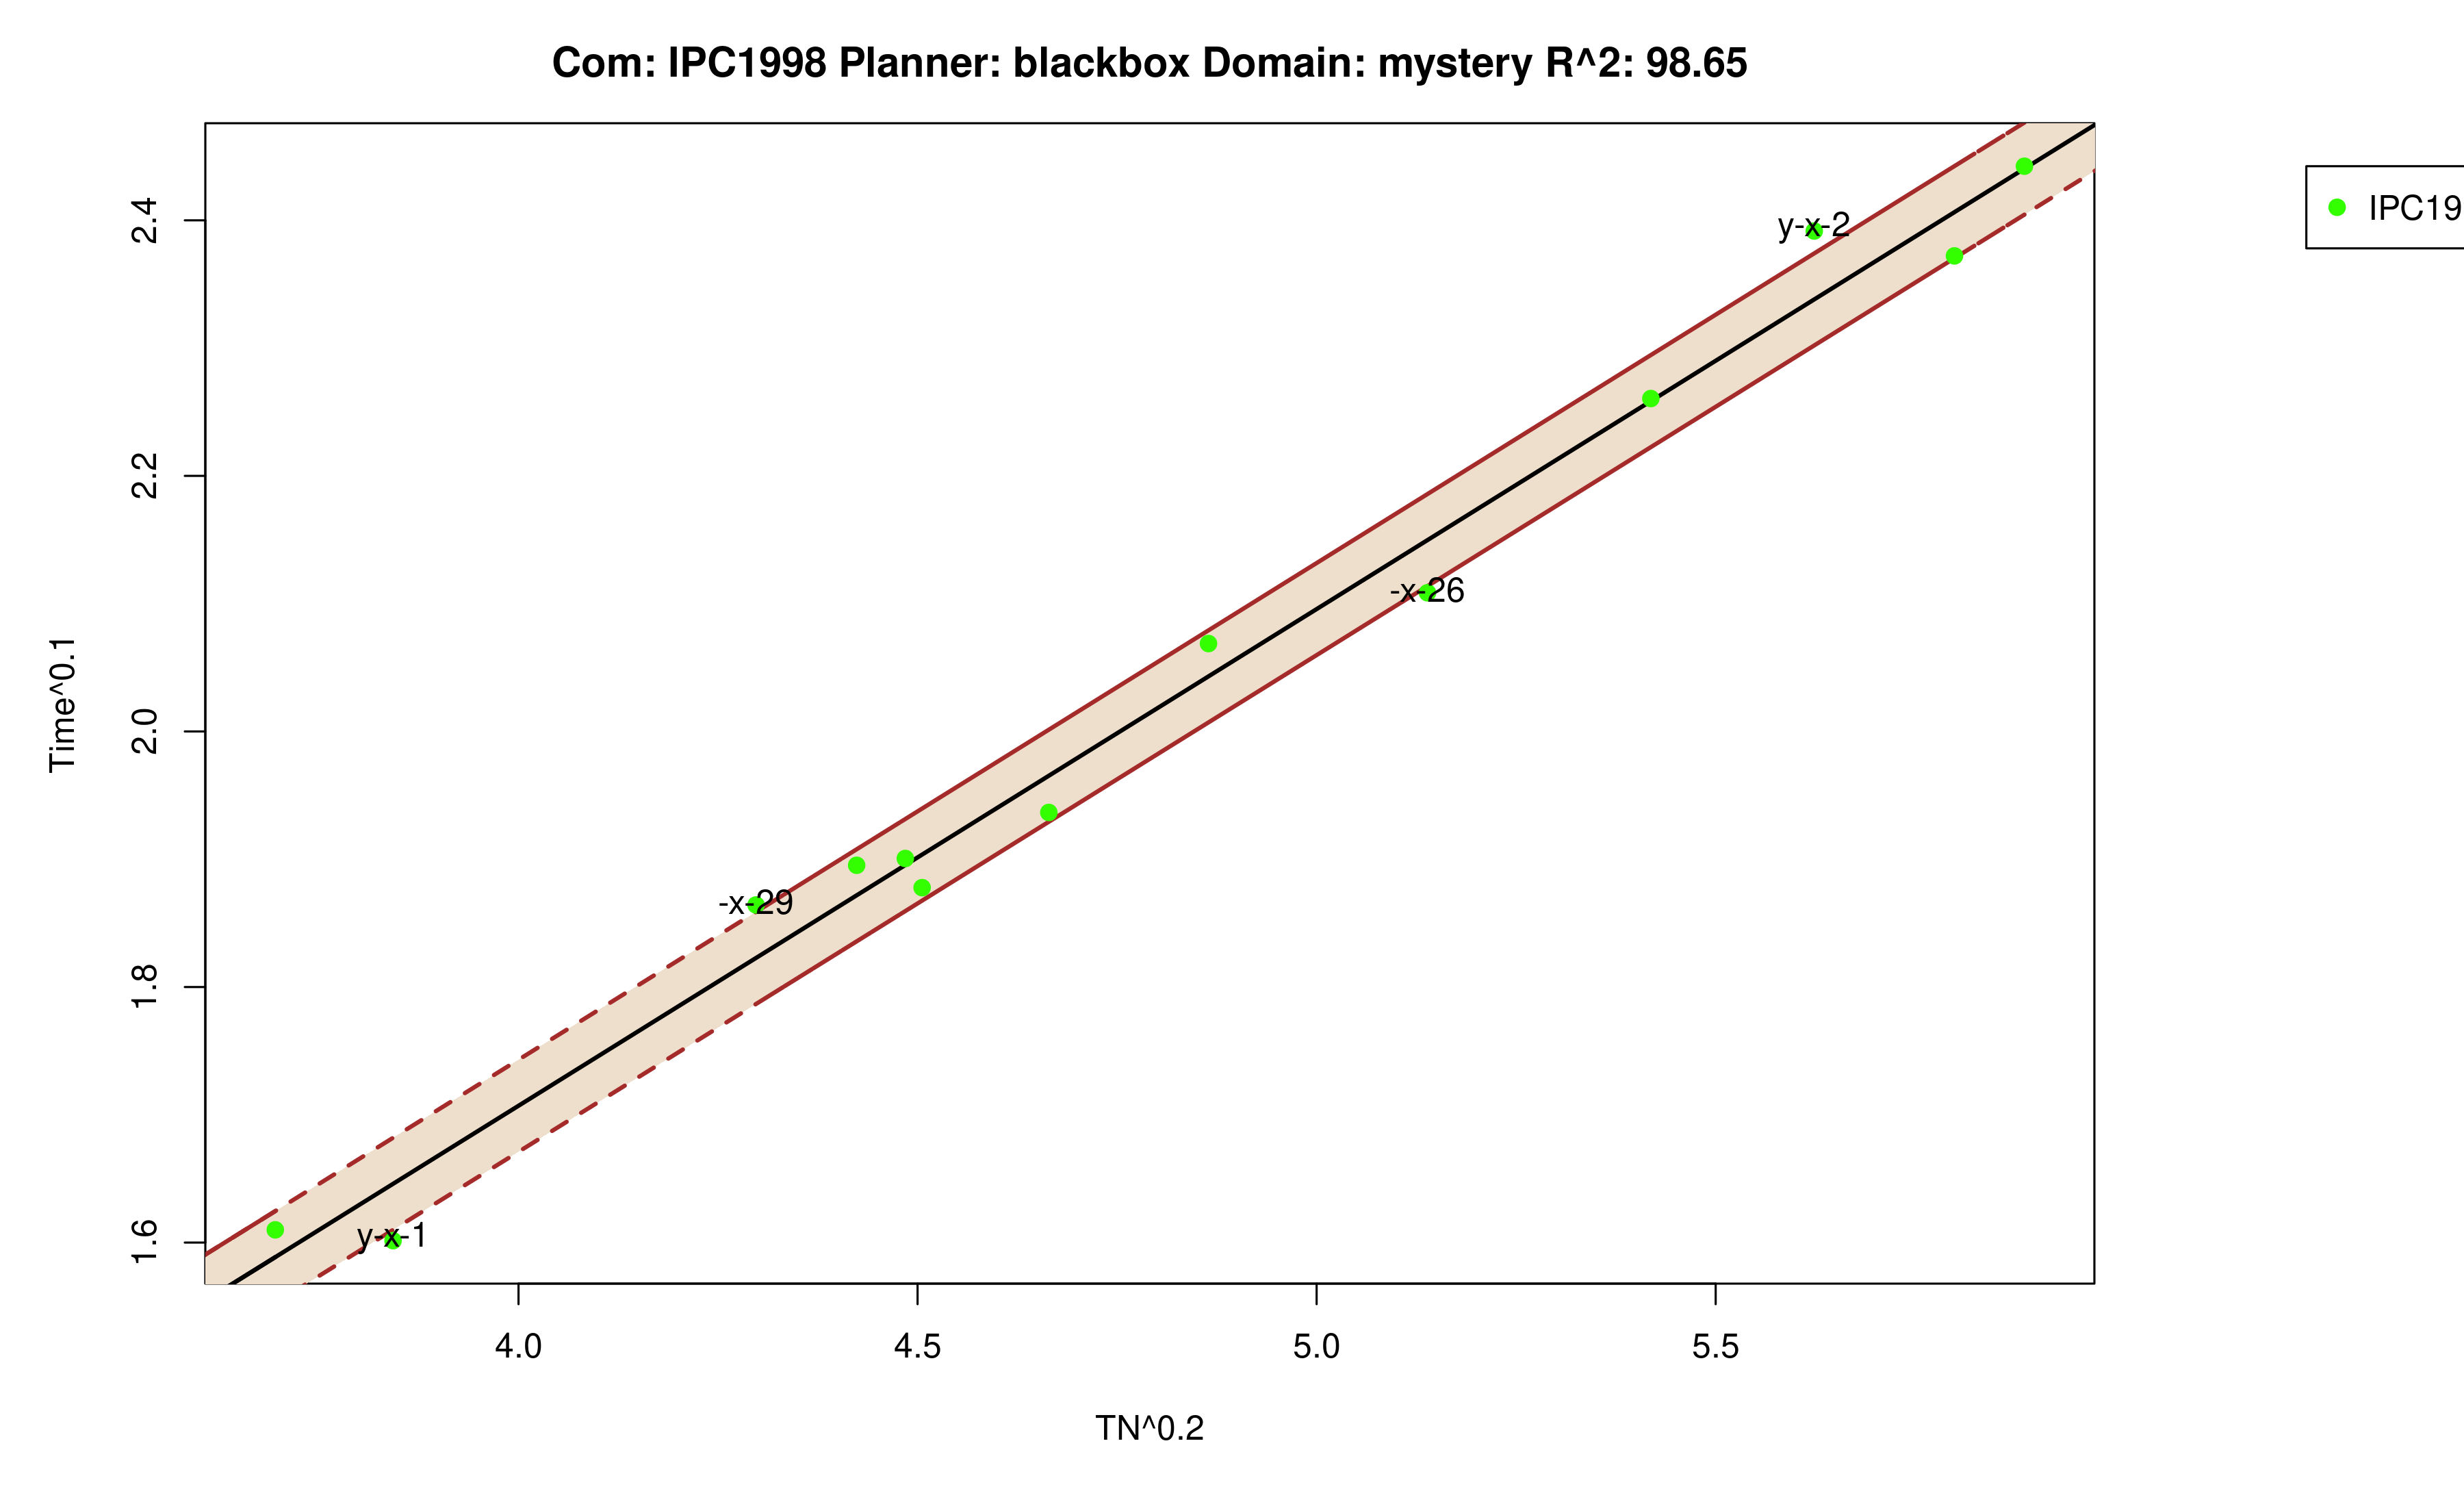 Com: IPC1998 Planner: blackbox Domain: mystery R^2: 98.65
IPC19
2.4
2.2
2.0
1.8
1.6
Time^0.1
y-x-2
-x-26
-x-29
y-x-1
4.0
4.5
5.0
5.5
TN^0.2